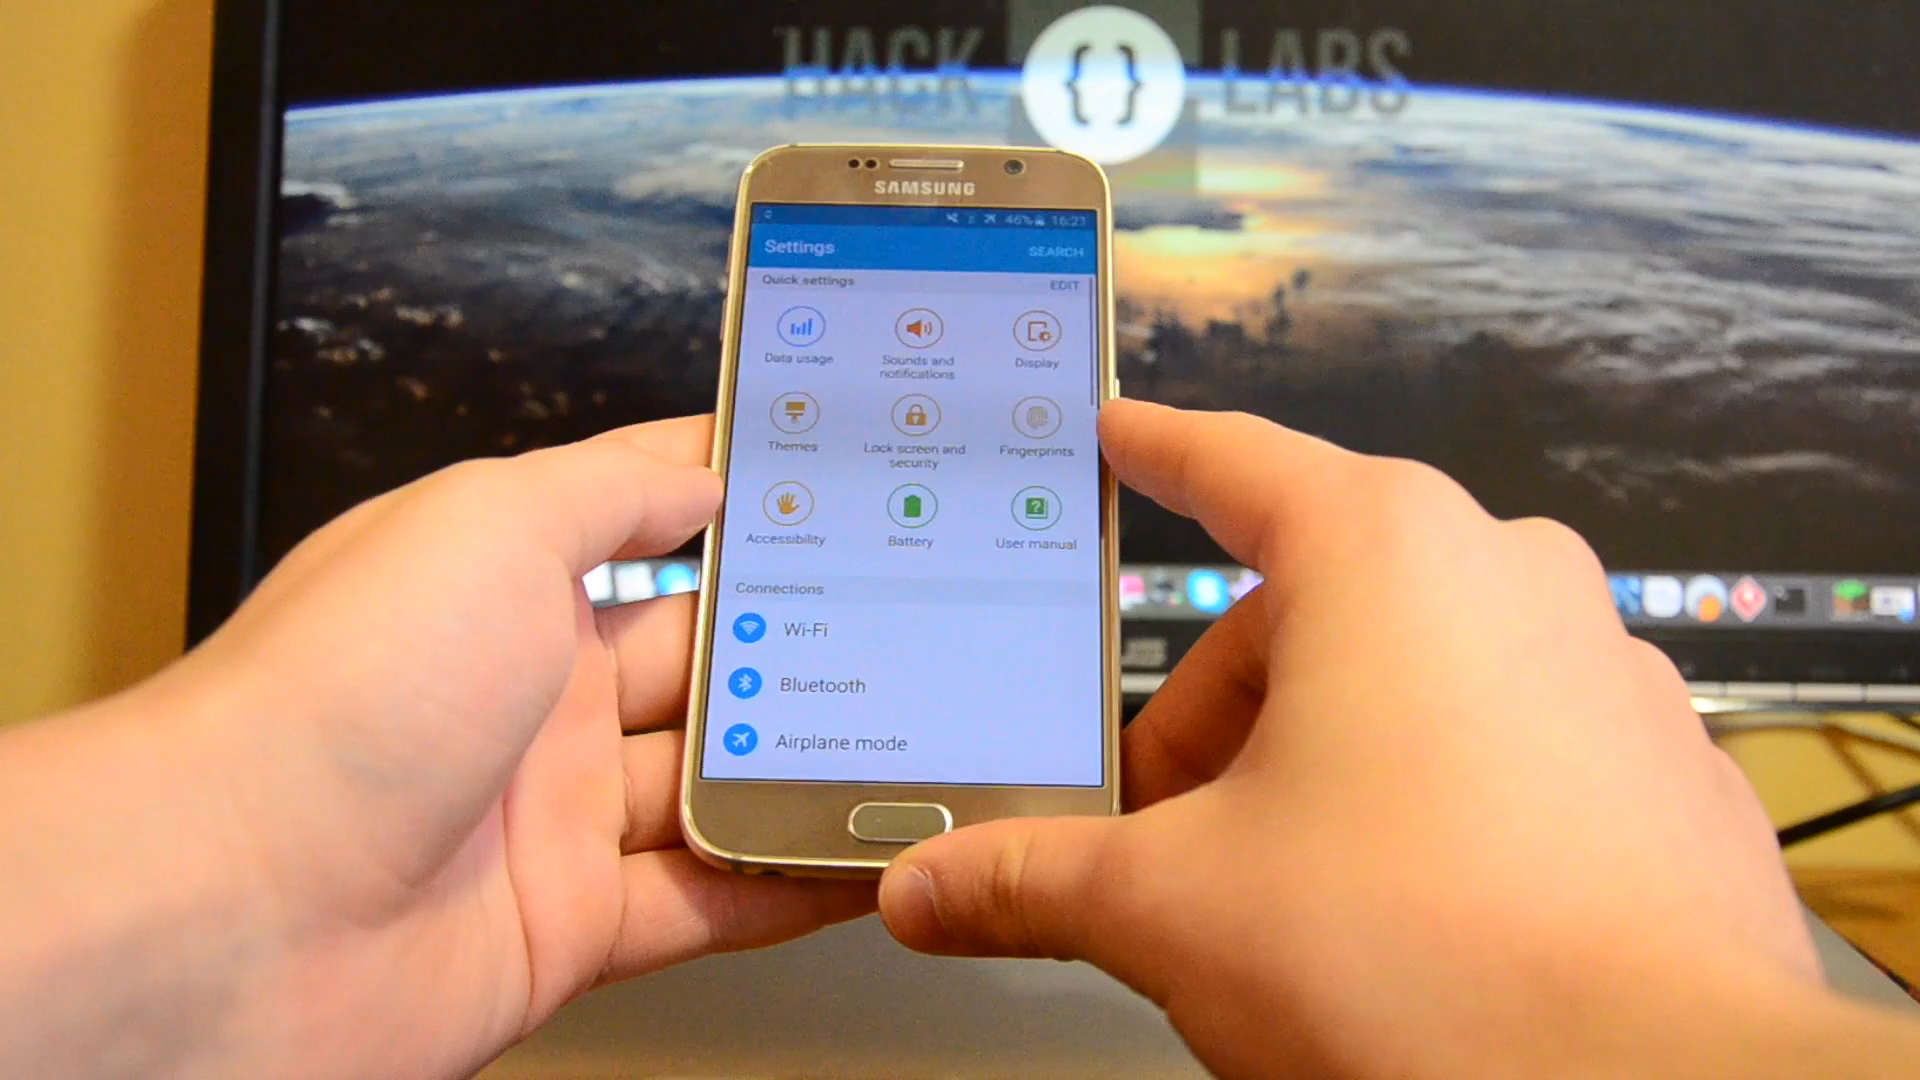 HACK { } LABS
SAMSUNG
46% 16:23
Settings
SEARCH
Quick settings
EDIT
Data usage
Sounds and
notifications
Display
Themes
Lock screen and
security
Fingerprints
Accessibility
Battery
User manual
Connections
Wi-Fi
Bluetooth
Airplane mode